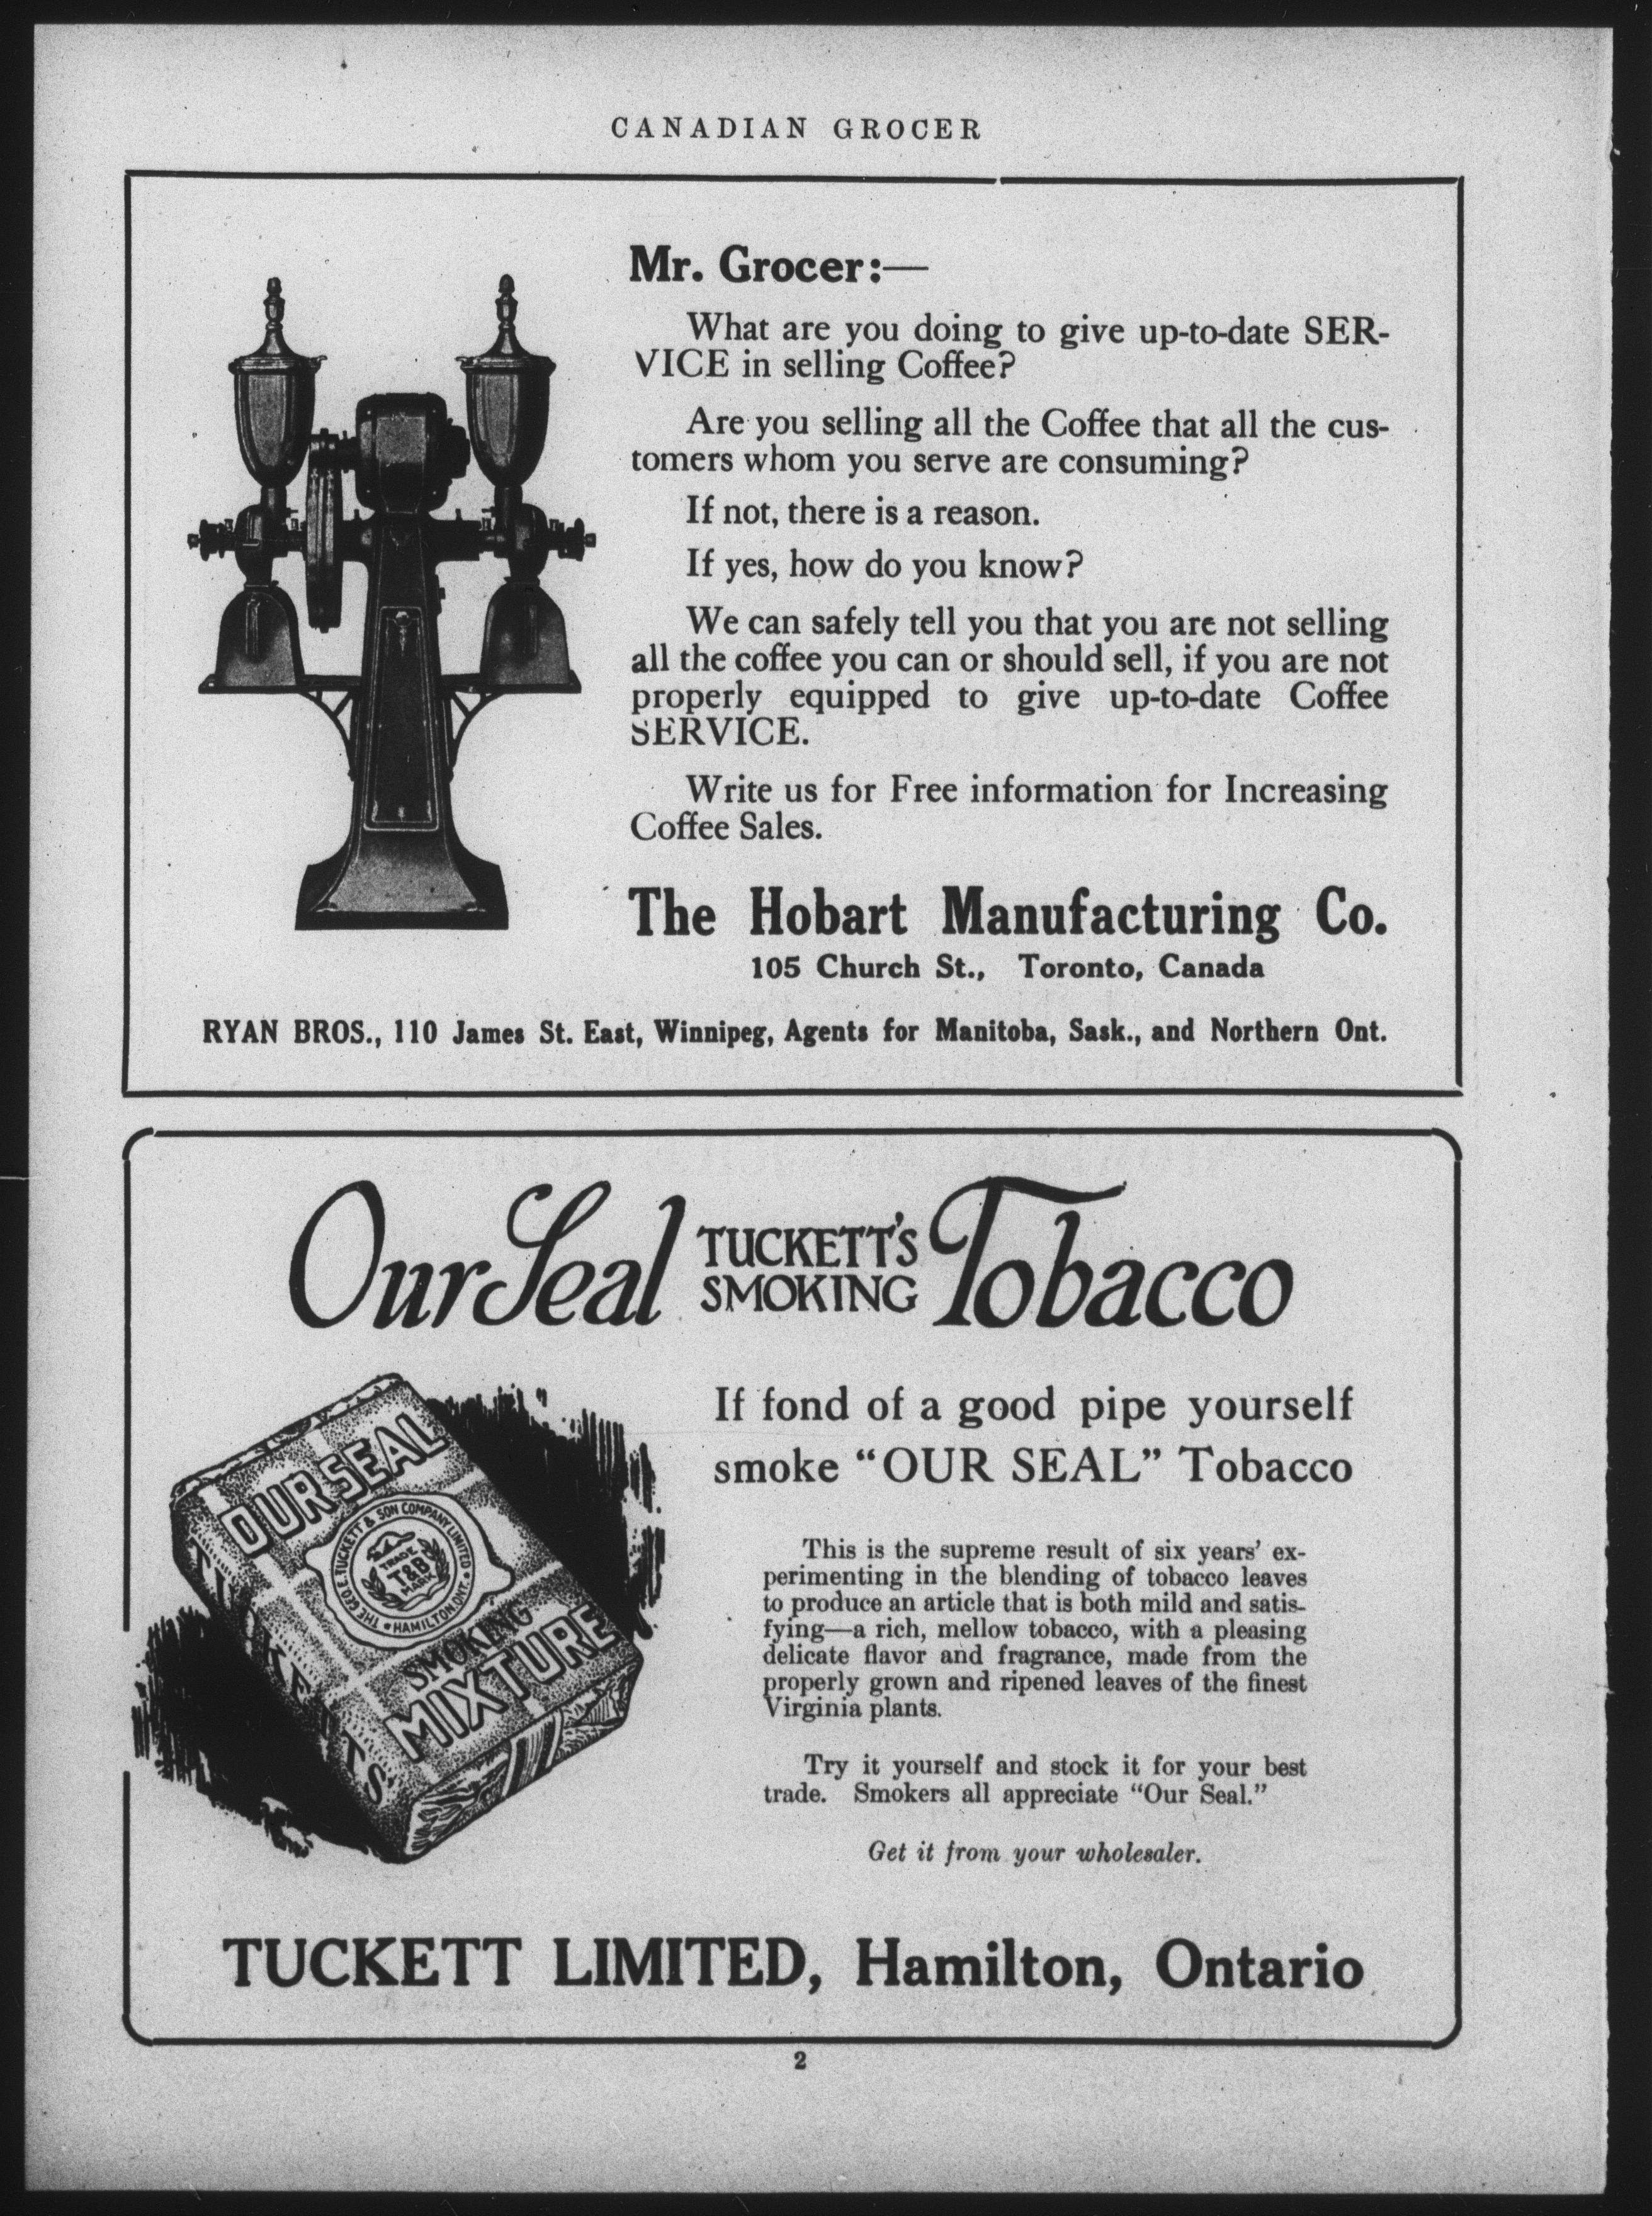 CANADIAN GROCER
Mr. Grocer:—
What are you doing to give up-to-date SER-
VICE in selling Coffee?
Are you selling all the Coffee that all the cus-
tomers whom you serve are consuming?
If not, there is a reason.
If yes, how do you know?
We can safely tell you that you are not selling
all the coffee you can or should sell, if you are not
properly equipped to give up-to-date Coffee
SERVICE.
Write us for Free information for Increasing
Coffee Sales.
The Hobart Manufacturing Co.
105 Church St., Toronto, Canada
RYAN BROS., 110 James St. East, Winnipeg, Agents for Manitoba, Sask., and Northern Ont.
Our Seal TUCKETT'S SMOKING Tobacco
OUR SEAL
THE GEO. E. TUCKETT & SON COMPANY LIMITED
HAMILTON, ONT.
TRADE
T&B
MARK
SMOKING
MIXTURE
TUCKETT'S
If fond of a good pipe yourself
smoke “OUR SEAL” Tobacco
This is the supreme result of six years' ex-
perimenting in the blending of tobacco leaves
to produce an article that is both mild and satis-
fying—a rich, mellow tobacco, with a pleasing
delicate flavor and fragrance, made from the
properly grown and ripened leaves of the finest
Virginia plants.
Try it yourself and stock it for your best
trade. Smokers all appreciate “Our Seal.”
Get it from your wholesaler.
TUCKETT LIMITED, Hamilton, Ontario
2